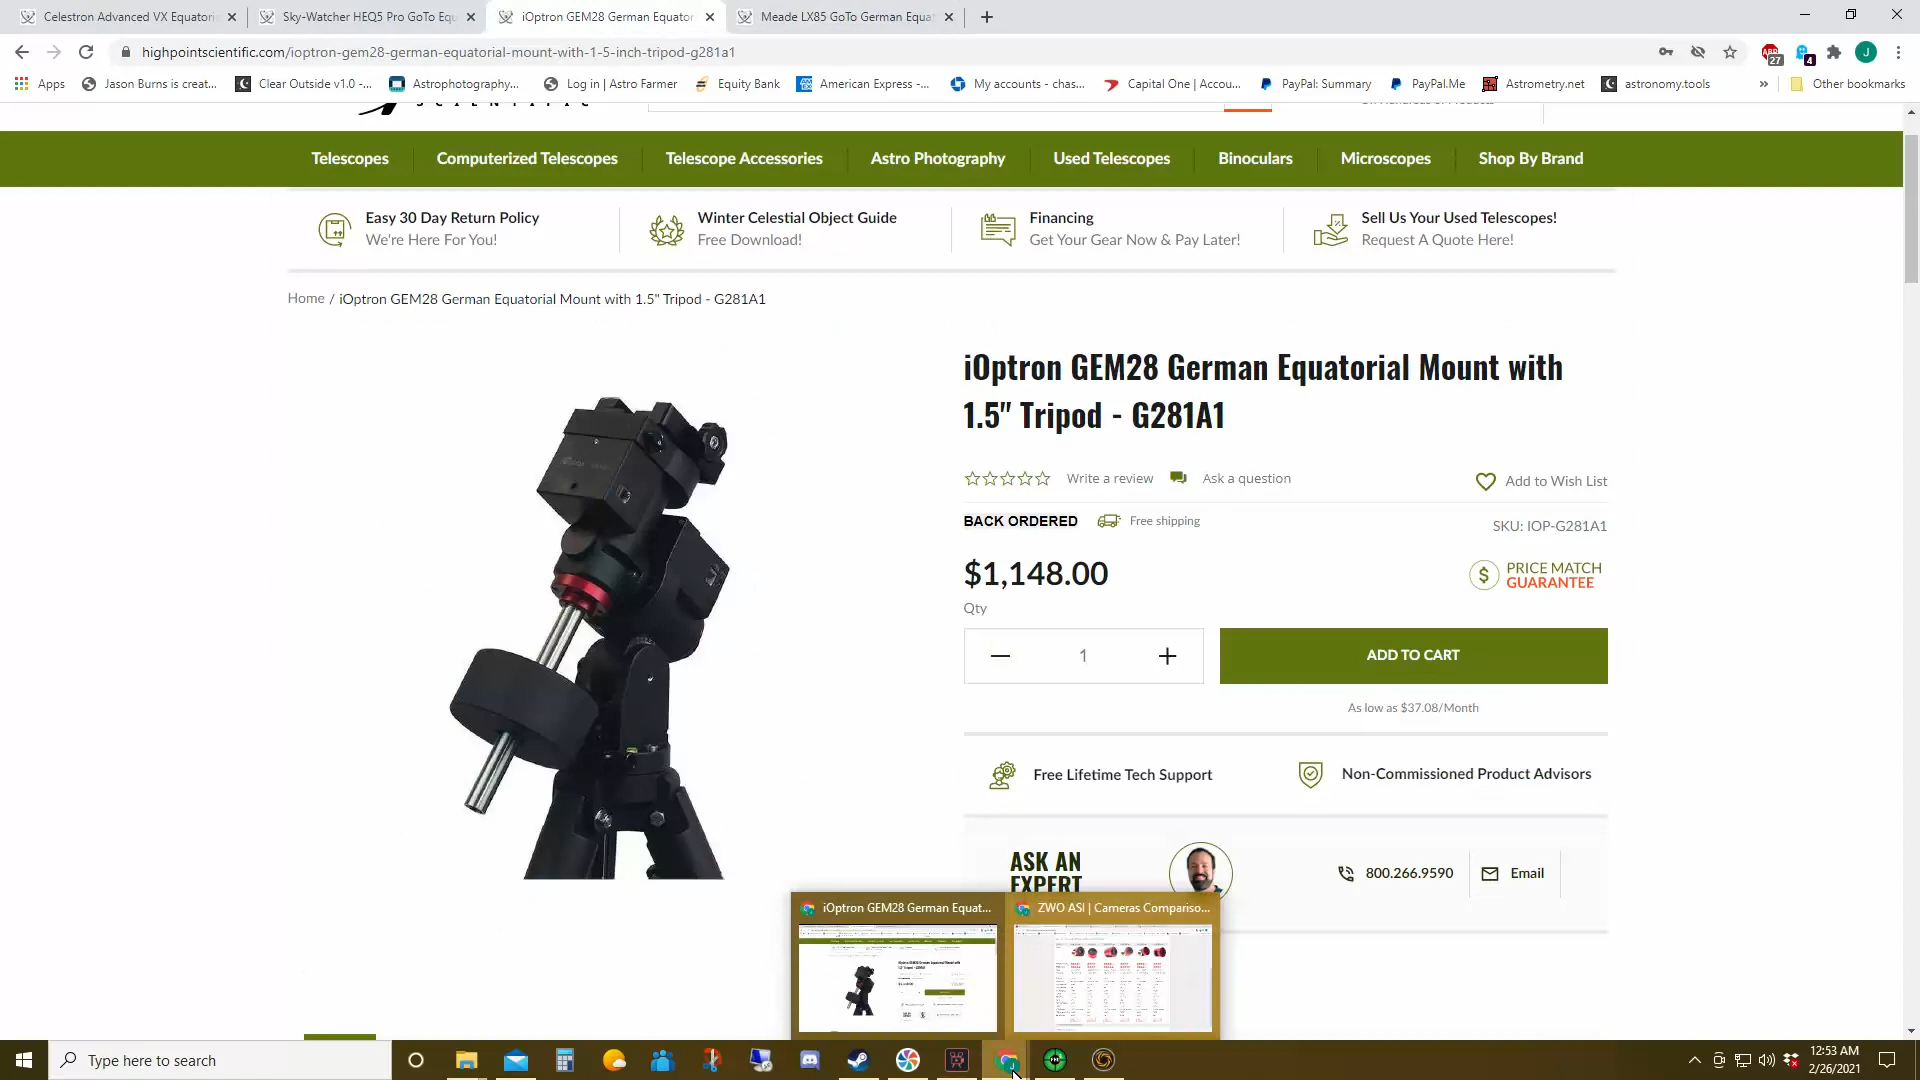 Celestron Advanced VX Equatori
Sky-Watcher HEQ5 Pro GoTo Equ
iOptron GEM28 German Equator
Meade LX85 GoTo German Equat
highpointscientific.com/ioptron-gem28-german-equatorial-mount-with-1-5-inch-tripod-g281a1
27
4
J
Apps
Jason Burns is creat...
Clear Outside v1.0 -...
Astrophotography...
Log in | Astro Farmer
Equity Bank
American Express -...
My accounts - chas...
Capital One | Accou...
PayPal: Summary
PayPal.Me
Astrometry.net
astronomy.tools
Other bookmarks
Telescopes
Computerized Telescopes
Telescope Accessories
Astro Photography
Used Telescopes
Binoculars
Microscopes
Shop By Brand
Easy 30 Day Return Policy
We're Here For You!
Winter Celestial Object Guide
Free Download!
Financing
Get Your Gear Now & Pay Later!
Sell Us Your Used Telescopes!
Request A Quote Here!
Home / iOptron GEM28 German Equatorial Mount with 1.5" Tripod - G281A1
iOptron GEM28 German Equatorial Mount with
1.5" Tripod - G281A1
Write a review
Ask a question
Add to Wish List
BACK ORDERED
Free shipping
SKU: IOP-G281A1
$1,148.00
PRICE MATCH
GUARANTEE
Qty
1
ADD TO CART
As low as $37.08/Month
Free Lifetime Tech Support
Non-Commissioned Product Advisors
ASK AN
EXPERT
800.266.9590
Email
iOptron GEM28 German Equat...
ZWO ASI | Cameras Compariso...
Type here to search
12:53 AM
2/26/2021